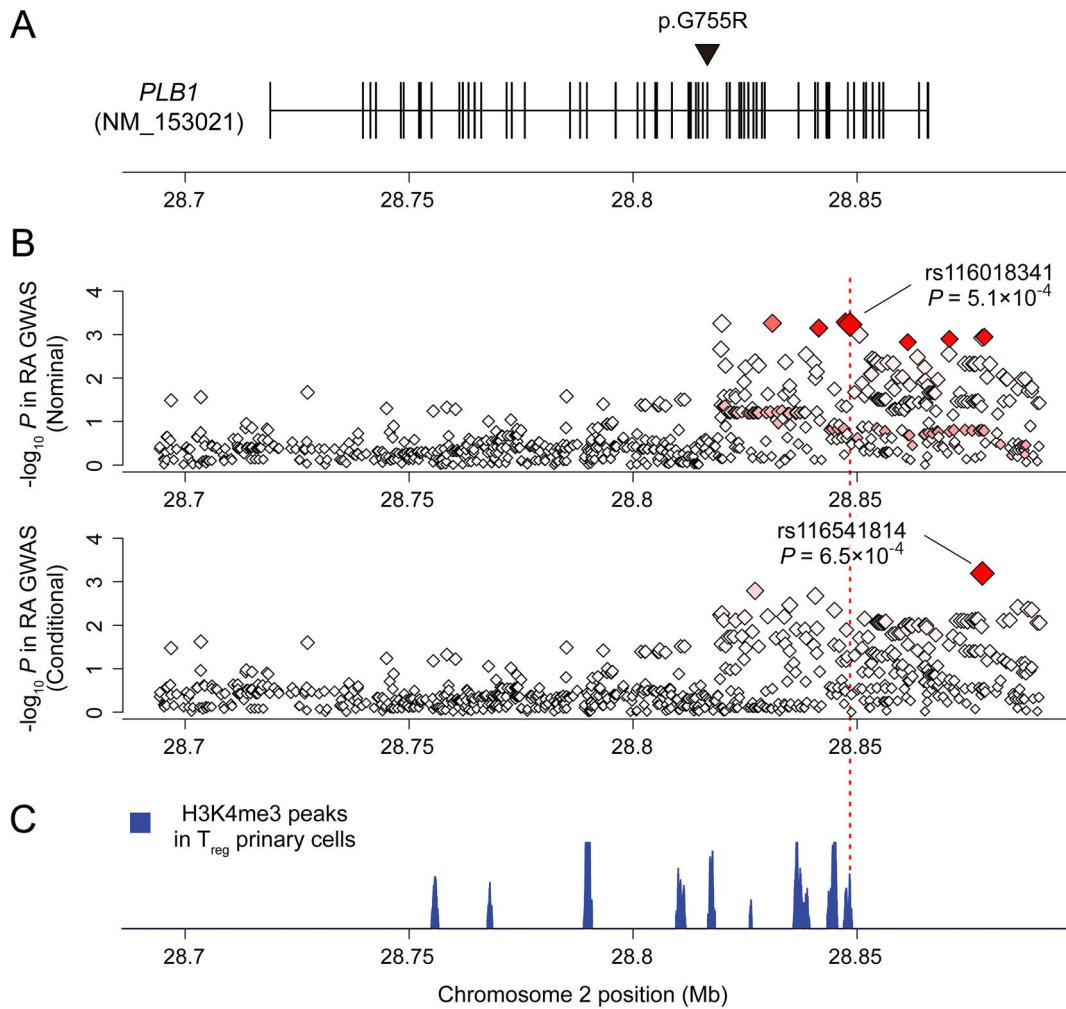 A
p.G755R
PLB1
(NM_153021)
28.7 28.75 28.8 28.85
B
-log10 P in RA GWAS
(Nominal)
4
3
2
1
0
rs116018341
P = 5.1×10-4
28.7 28.75 28.8 28.85
-log10 P in RA GWAS
(Conditional)
4
3
2
1
0
rs116541814
P = 6.5×10-4
28.7 28.75 28.8 28.85
C
H3K4me3 peaks
in Treg prinary cells
28.7 28.75 28.8 28.85
Chromosome 2 position (Mb)